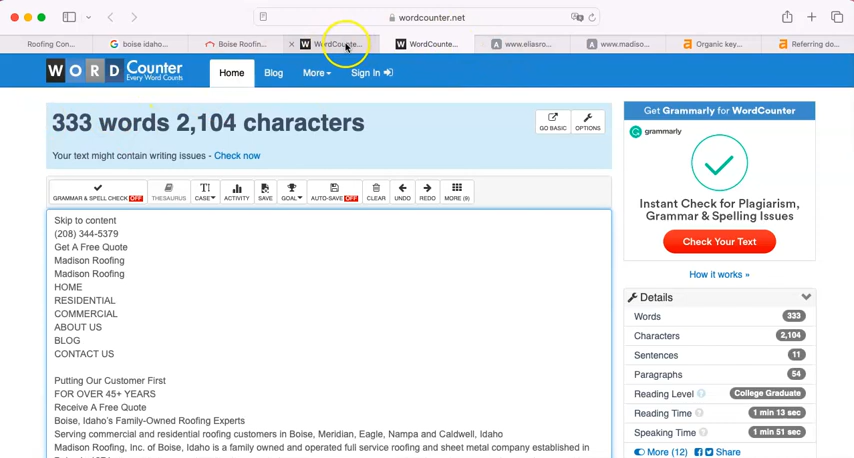 wordcounter.net
Roofing Con...
boise idaho...
Boise Roofin...
WordCounte...
WordCounte...
www.eliasro...
www.madiso...
Organic key...
Referring do...
WORD Counter
Every Word Counts
Home
Blog
More
Sign In
333 words 2,104 characters
GO BASIC
OPTIONS
Your text might contain writing issues - Check now
GRAMMAR & SPELL CHECK OFF
THESAURUS
CASE
ACTIVITY
SAVE
GOAL
AUTO-SAVE OFF
CLEAR
UNDO
REDO
MORE (9)
Skip to content
(208) 344-5379
Get A Free Quote
Madison Roofing
Madison Roofing
HOME
RESIDENTIAL
COMMERCIAL
ABOUT US
BLOG
CONTACT US
Putting Our Customer First
FOR OVER 45+ YEARS
Receive A Free Quote
Boise, Idaho's Family-Owned Roofing Experts
Serving commercial and residential roofing customers in Boise, Meridian, Eagle, Nampa and Caldwell, Idaho
Madison Roofing, Inc. of Boise, Idaho is a family owned and operated full service roofing and sheet metal company established in
Get Grammarly for WordCounter
grammarly
Instant Check for Plagiarism,
Grammar & Spelling Issues
Check Your Text
How it works »
Details
Words 333
Characters 2,104
Sentences 11
Paragraphs 54
Reading Level College Graduate
Reading Time 1 min 13 sec
Speaking Time 1 min 51 sec
More (12) Share